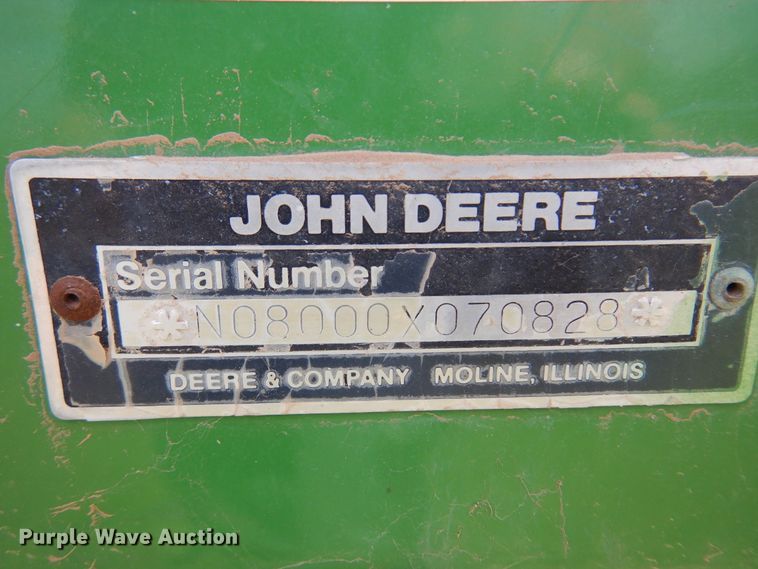 JOHN DEERE
Serial Number
*N08000X070828*
DEERE & COMPANY MOLINE, ILLINOIS
Purple Wave Auction